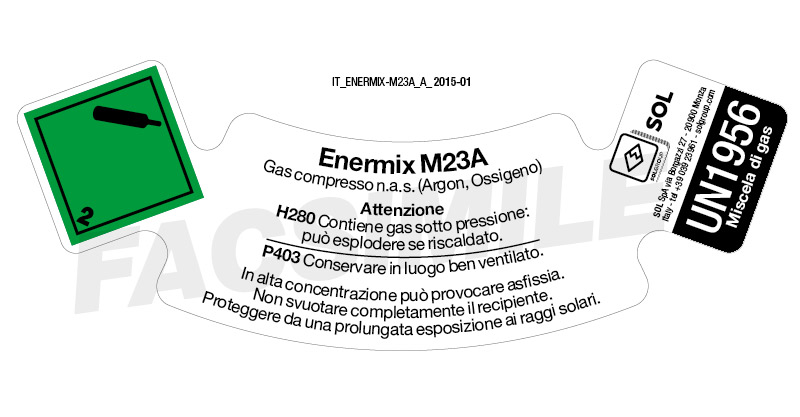 IT_ENERMIX-M23A_A_ 2015-01
FACSIMILE
2
Enermix M23A
Gas compresso n.a.s. (Argon, Ossigeno)
Attenzione
H280 Contiene gas sotto pressione:
può esplodere se riscaldato.
P403 Conservare in luogo ben ventilato.
In alta concentrazione può provocare asfissia.
Non svuotare completamente il recipiente.
Proteggere da una prolungata esposizione ai raggi solari.
SOL
SOLGROUP
SOL SpA via Borgazzi 27 - 20900 Monza
Italy - tel +39 039 23961 - solgroup.com
UN1956
Miscela di gas